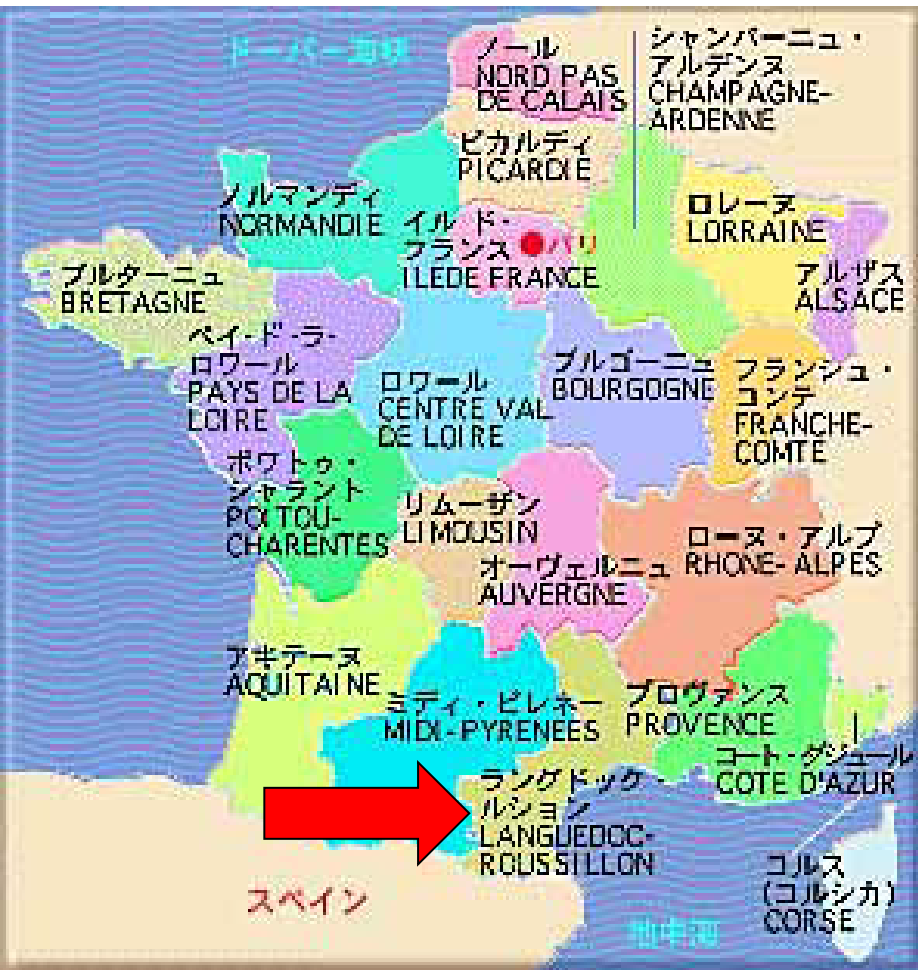 ドーバー海峡
ノール
NORD PAS
DE CALAIS
シャンパーニュ・
アルデンヌ
CHAMPAGNE-
ARDENNE
ピカルディ
PICARDIE
ノルマンディ
NORMANDIE
イル ド・
フランス
ILEDE FRANCE
パリ
ロレーヌ
LORRAINE
アルザス
ALSACE
ブルターニュ
BRETAGNE
ペイ-ド-ラ-
ロワール
PAYS DE LA
LOIRE
ロワール
CENTRE VAL
DE LOIRE
ブルゴーニュ
BOURGOGNE
フランシュ・
コンテ
FRANCHE-
COMTE
ポワトゥ・
シャラント
POITOU-
CHARENTES
リムーザン
LIMOUSIN
オーヴェルニュ
AUVERGNE
ローヌ・アルプ
RHONE-ALPES
アキテーヌ
AQUITAINE
ミディ・ピレネー
MIDI-PYRENEES
プロヴァンス
PROVENCE
コート・ダジュール
COTE D'AZUR
ラングドック
ルション
LANGUEDOC-
ROUSSILLON
スペイン
地中海
コルス
(コルシカ)
CORSE